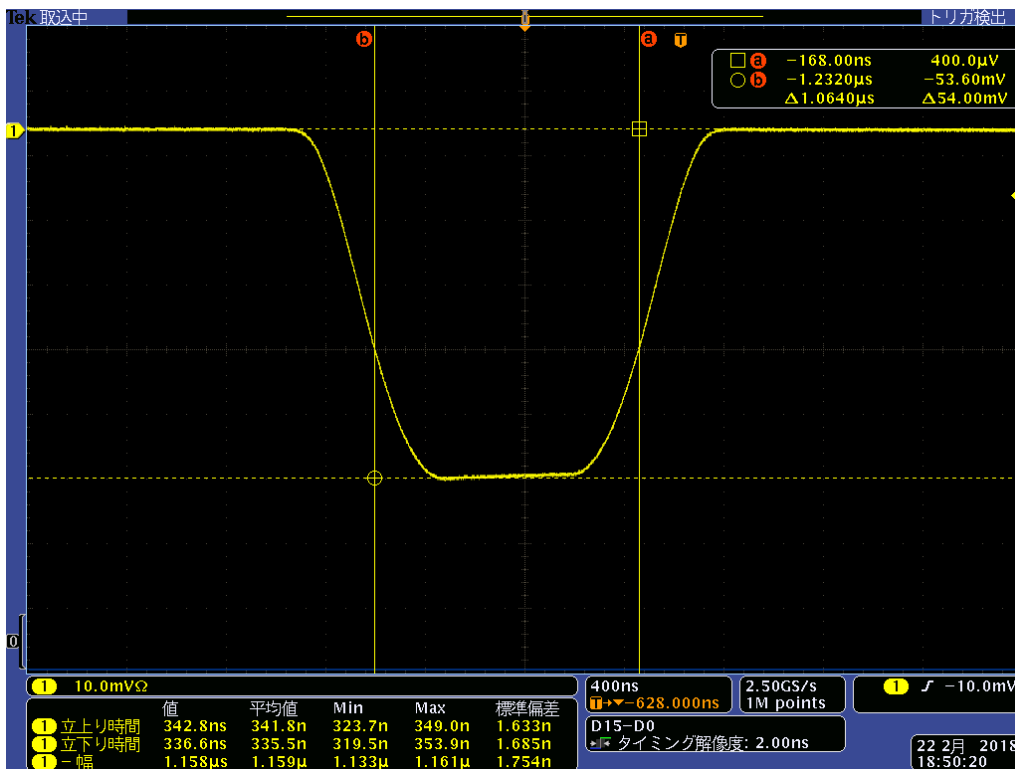 Tek 取込中 トリガ検出
b a T
a −168.00ns 400.0μV
b −1.2320μs −53.60mV
Δ1.0640μs Δ54.00mV
1
0
1 10.0mVΩ
値 平均値 Min Max 標準偏差
1 立上り時間 342.8ns 341.8n 323.7n 349.0n 1.633n
1 立下り時間 336.6ns 335.5n 319.5n 353.9n 1.685n
1 −幅 1.158μs 1.159μ 1.133μ 1.161μ 1.754n
400ns
T→▼−628.000ns
2.50GS/s
1M points
1 −10.0mV
D15−D0
タイミング解像度: 2.00ns
22 2月 2018
18:50:20